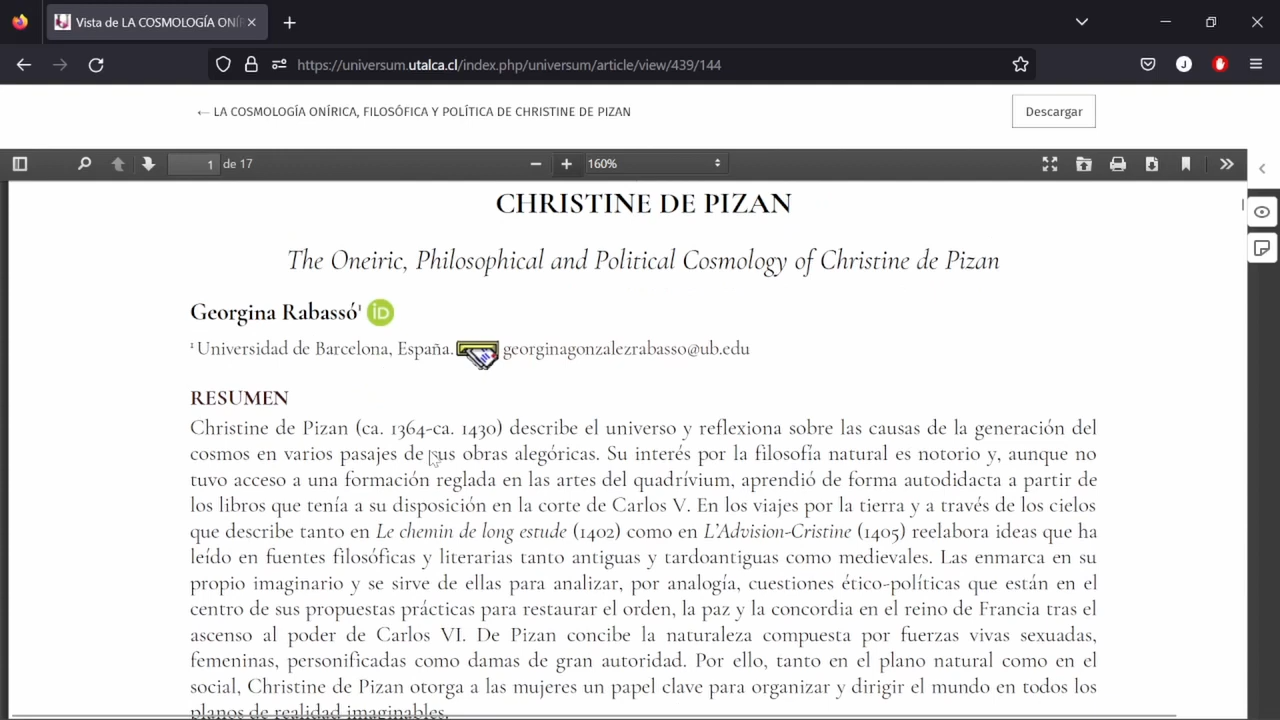 Vista de LA COSMOLOGÍA ONÍR
https://universum.utalca.cl/index.php/universum/article/view/439/144
J
← LA COSMOLOGÍA ONÍRICA, FILOSÓFICA Y POLÍTICA DE CHRISTINE DE PIZAN
Descargar
1 de 17
160%
CHRISTINE DE PIZAN
The Oneiric, Philosophical and Political Cosmology of Christine de Pizan
Georgina Rabassó¹ iD
¹ Universidad de Barcelona, España. georginagonzalezrabasso@ub.edu
RESUMEN
Christine de Pizan (ca. 1364-ca. 1430) describe el universo y reflexiona sobre las causas de la generación del
cosmos en varios pasajes de sus obras alegóricas. Su interés por la filosofía natural es notorio y, aunque no
tuvo acceso a una formación reglada en las artes del quadrívium, aprendió de forma autodidacta a partir de
los libros que tenía a su disposición en la corte de Carlos V. En los viajes por la tierra y a través de los cielos
que describe tanto en Le chemin de long estude (1402) como en L'Advision-Cristine (1405) reelabora ideas que ha
leído en fuentes filosóficas y literarias tanto antiguas y tardoantiguas como medievales. Las enmarca en su
propio imaginario y se sirve de ellas para analizar, por analogía, cuestiones ético-políticas que están en el
centro de sus propuestas prácticas para restaurar el orden, la paz y la concordia en el reino de Francia tras el
ascenso al poder de Carlos VI. De Pizan concibe la naturaleza compuesta por fuerzas vivas sexuadas,
femeninas, personificadas como damas de gran autoridad. Por ello, tanto en el plano natural como en el
social, Christine de Pizan otorga a las mujeres un papel clave para organizar y dirigir el mundo en todos los
planos de realidad imaginables.